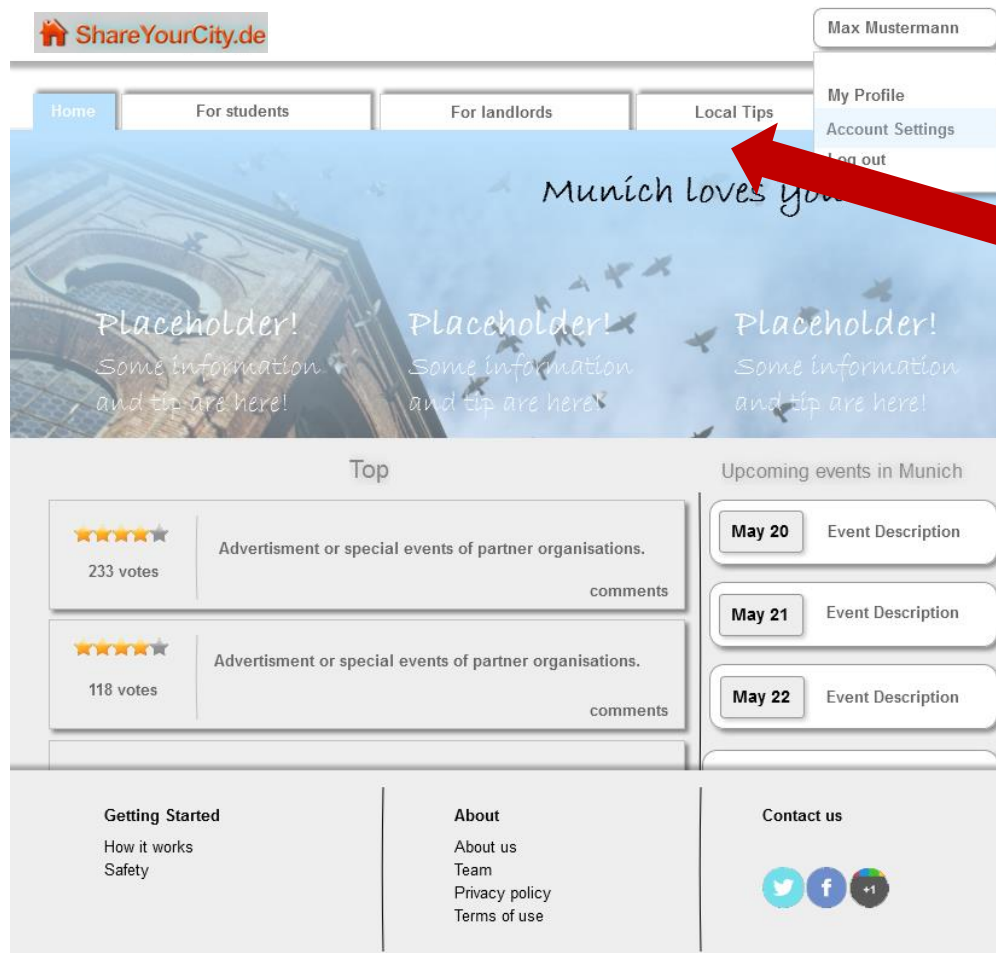 ShareYourCity.de
Max Mustermann
My Profile
Account Settings
Log out
Home
For students
For landlords
Local Tips
Munich loves you
Placeholder!
Some information
and tip are here!
Placeholder!
Some information
and tip are here!
Placeholder!
Some information
and tip are here!
Top
233 votes
Advertisment or special events of partner organisations.
comments
118 votes
Advertisment or special events of partner organisations.
comments
Upcoming events in Munich
May 20 Event Description
May 21 Event Description
May 22 Event Description
Getting Started
How it works
Safety
About
About us
Team
Privacy policy
Terms of use
Contact us
f
+1